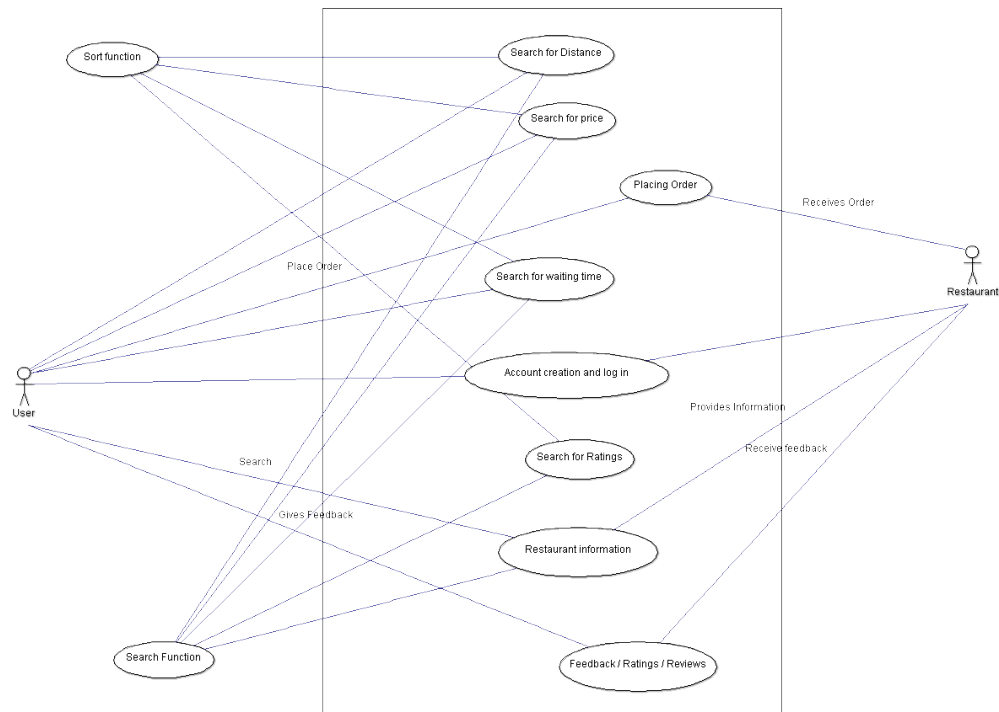 Sort function
Search for Distance
Search for price
Placing Order
Receives Order
Place Order
Search for waiting time
Restaurant
Account creation and log in
User
Provides Information
Receive feedback
Search for Ratings
Search
Gives Feedback
Restaurant information
Search Function
Feedback / Ratings / Reviews